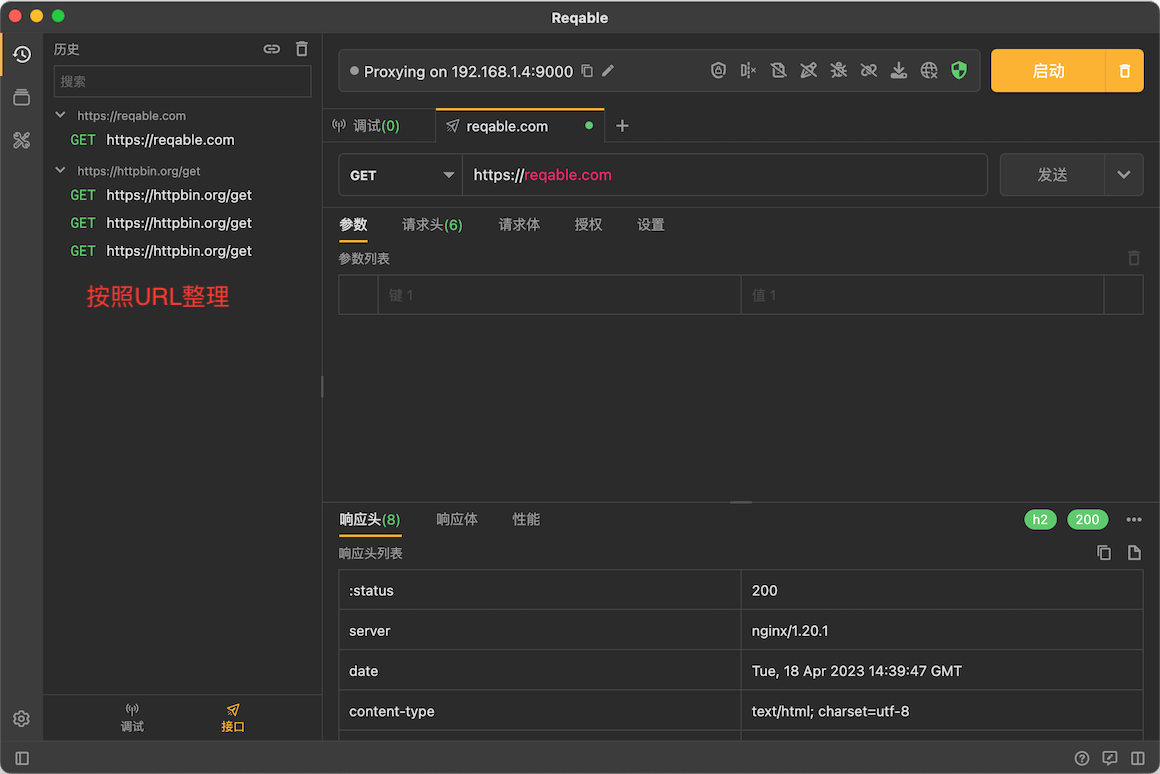 Reqable
历史
搜索
https://reqable.com
GET https://reqable.com
https://httpbin.org/get
GET https://httpbin.org/get
GET https://httpbin.org/get
GET https://httpbin.org/get
按照URL整理
调试
接口
Proxying on 192.168.1.4:9000
启动
调试(0)
reqable.com
GET
https://reqable.com
发送
参数
请求头(6)
请求体
授权
设置
参数列表
键 1
值 1
响应头(8)
响应体
性能
h2
200
响应头列表
:status 200
server nginx/1.20.1
date Tue, 18 Apr 2023 14:39:47 GMT
content-type text/html; charset=utf-8